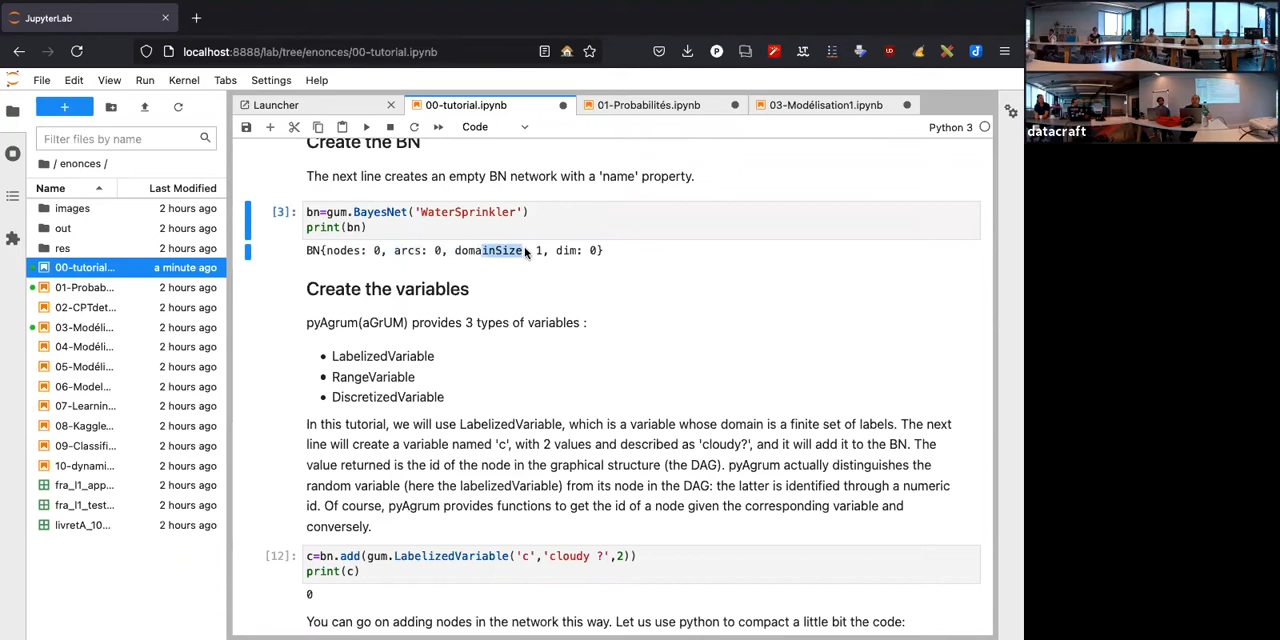 JupyterLab
localhost:8888/lab/tree/enonces/00-tutorial.ipynb
File Edit View Run Kernel Tabs Settings Help
Launcher
00-tutorial.ipynb
01-Probabilités.ipynb
03-Modélisation1.ipynb
Code
Python 3
Filter files by name
/ enonces /
Name Last Modified
images 2 hours ago
out 2 hours ago
res 2 hours ago
00-tutorial... a minute ago
01-Probab... 2 hours ago
02-CPTdet... 2 hours ago
03-Modéli... 2 hours ago
04-Modéli... 2 hours ago
05-Modéli... 2 hours ago
06-Model... 2 hours ago
07-Learnin... 2 hours ago
08-Kaggle... 2 hours ago
09-Classifi... 2 hours ago
10-dynami... 2 hours ago
fra_l1_app... 2 hours ago
fra_l1_test... 2 hours ago
livretA_10... 2 hours ago
Create the BN
The next line creates an empty BN network with a 'name' property.
[3]: bn=gum.BayesNet('WaterSprinkler')
print(bn)
BN{nodes: 0, arcs: 0, domainSize: 1, dim: 0}
Create the variables
pyAgrum(aGrUM) provides 3 types of variables :
• LabelizedVariable
• RangeVariable
• DiscretizedVariable
In this tutorial, we will use LabelizedVariable, which is a variable whose domain is a finite set of labels. The next
line will create a variable named 'c', with 2 values and described as 'cloudy?', and it will add it to the BN. The
value returned is the id of the node in the graphical structure (the DAG). pyAgrum actually distinguishes the
random variable (here the labelizedVariable) from its node in the DAG: the latter is identified through a numeric
id. Of course, pyAgrum provides functions to get the id of a node given the corresponding variable and
conversely.
[12]: c=bn.add(gum.LabelizedVariable('c','cloudy ?',2))
print(c)
0
You can go on adding nodes in the network this way. Let us use python to compact a little bit the code:
datacraft